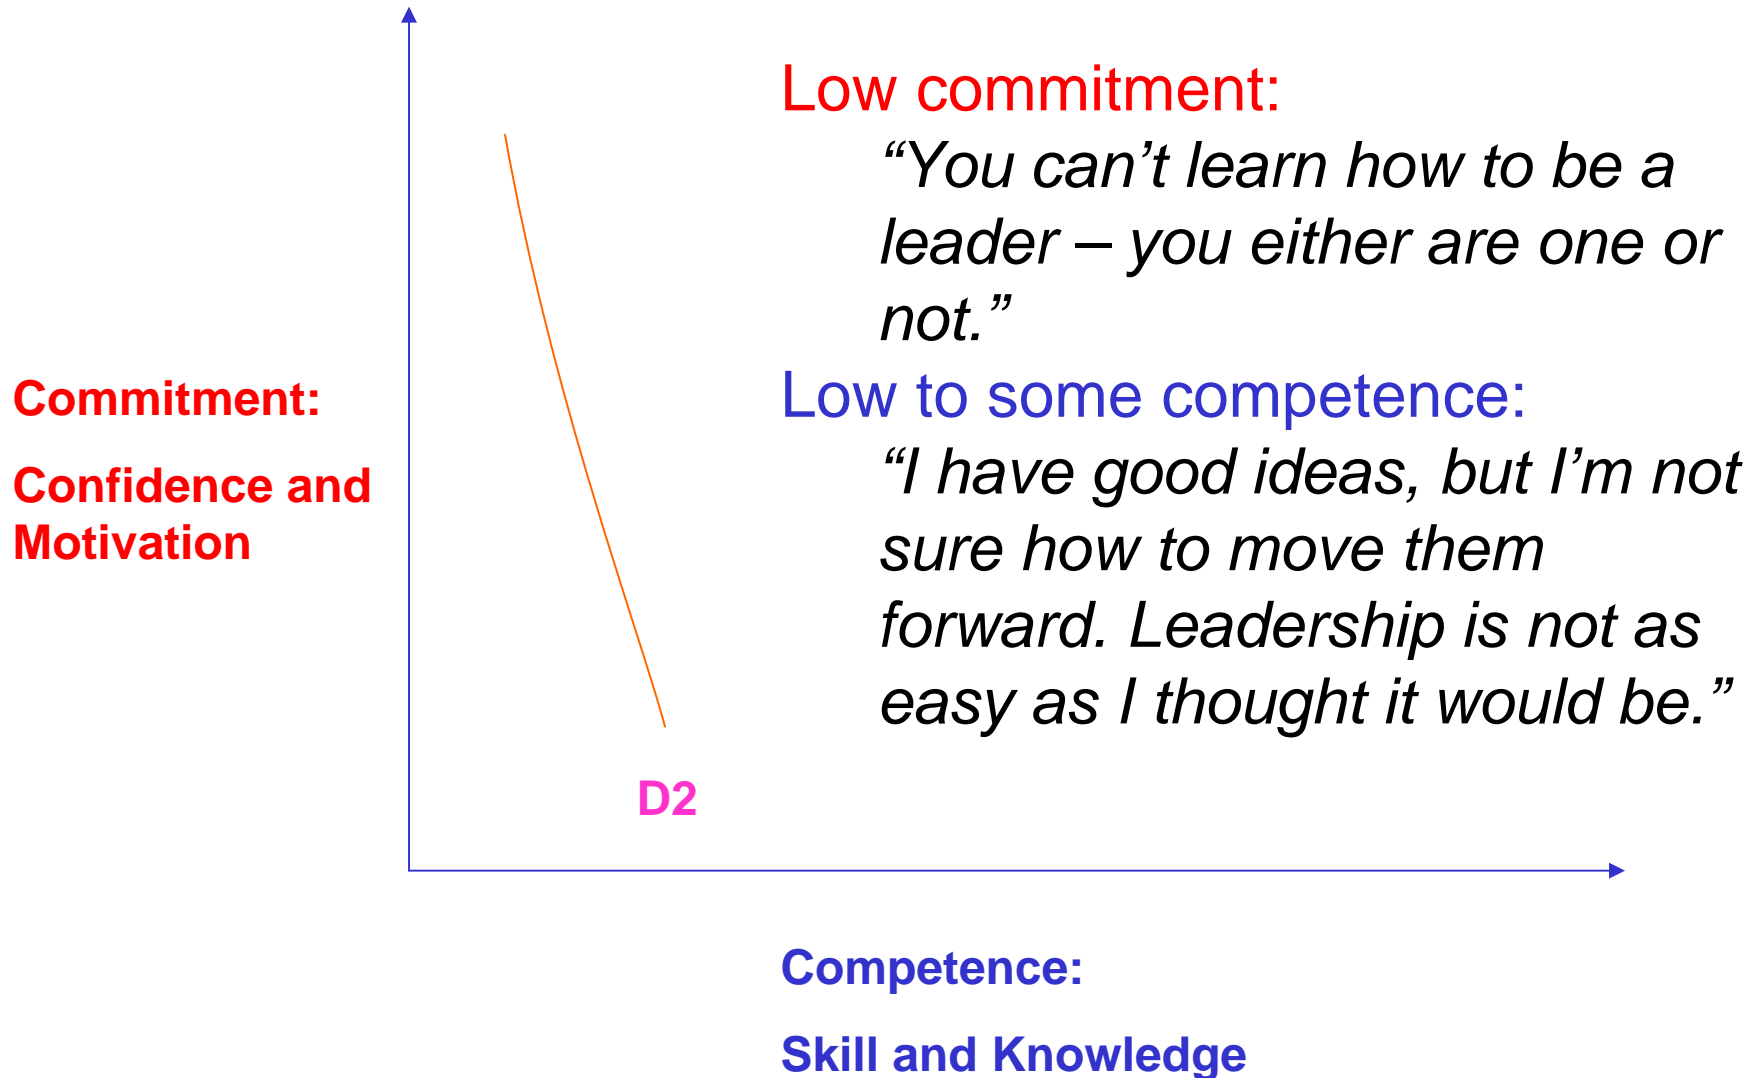 Low commitment:
“You can’t learn how to be a
leader – you either are one or
not.”
Low to some competence:
“I have good ideas, but I’m not
sure how to move them
forward. Leadership is not as
easy as I thought it would be.”
Commitment:
Confidence and
Motivation
D2
Competence:
Skill and Knowledge